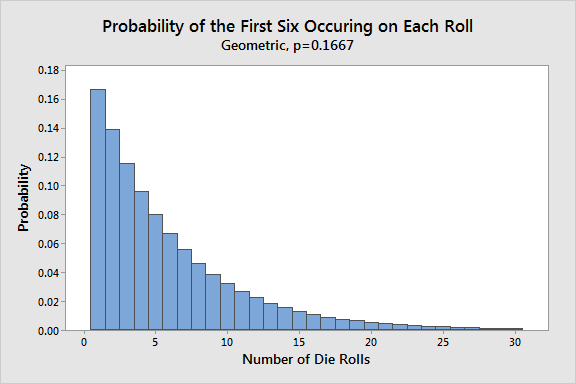 Probability of the First Six Occuring on Each Roll
Geometric, p=0.1667
0.18
0.16
0.14
0.12
0.10
0.08
0.06
0.04
0.02
0.00
Probability
0 5 10 15 20 25 30
Number of Die Rolls